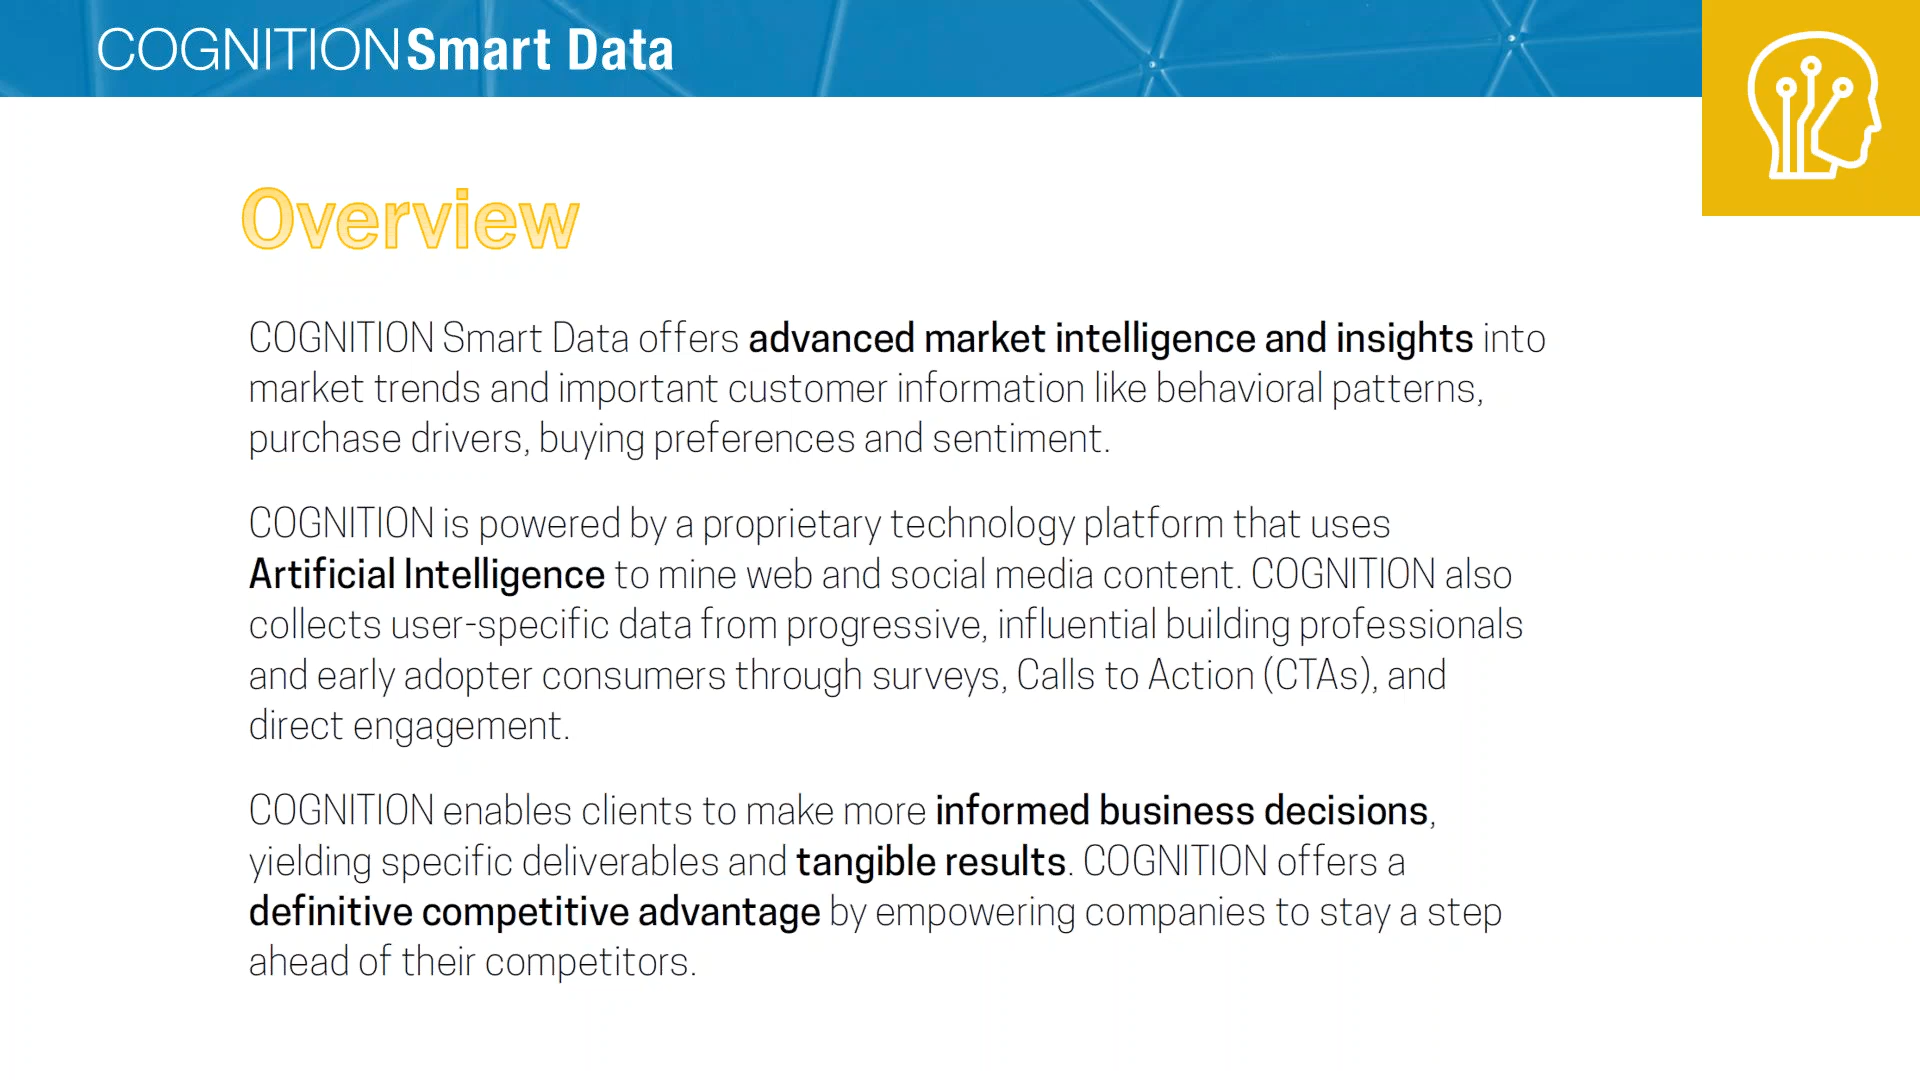 COGNITION Smart Data
Overview
COGNITION Smart Data offers advanced market intelligence and insights into
market trends and important customer information like behavioral patterns,
purchase drivers, buying preferences and sentiment.
COGNITION is powered by a proprietary technology platform that uses
Artificial Intelligence to mine web and social media content. COGNITION also
collects user-specific data from progressive, influential building professionals
and early adopter consumers through surveys, Calls to Action (CTAs), and
direct engagement.
COGNITION enables clients to make more informed business decisions,
yielding specific deliverables and tangible results. COGNITION offers a
definitive competitive advantage by empowering companies to stay a step
ahead of their competitors.